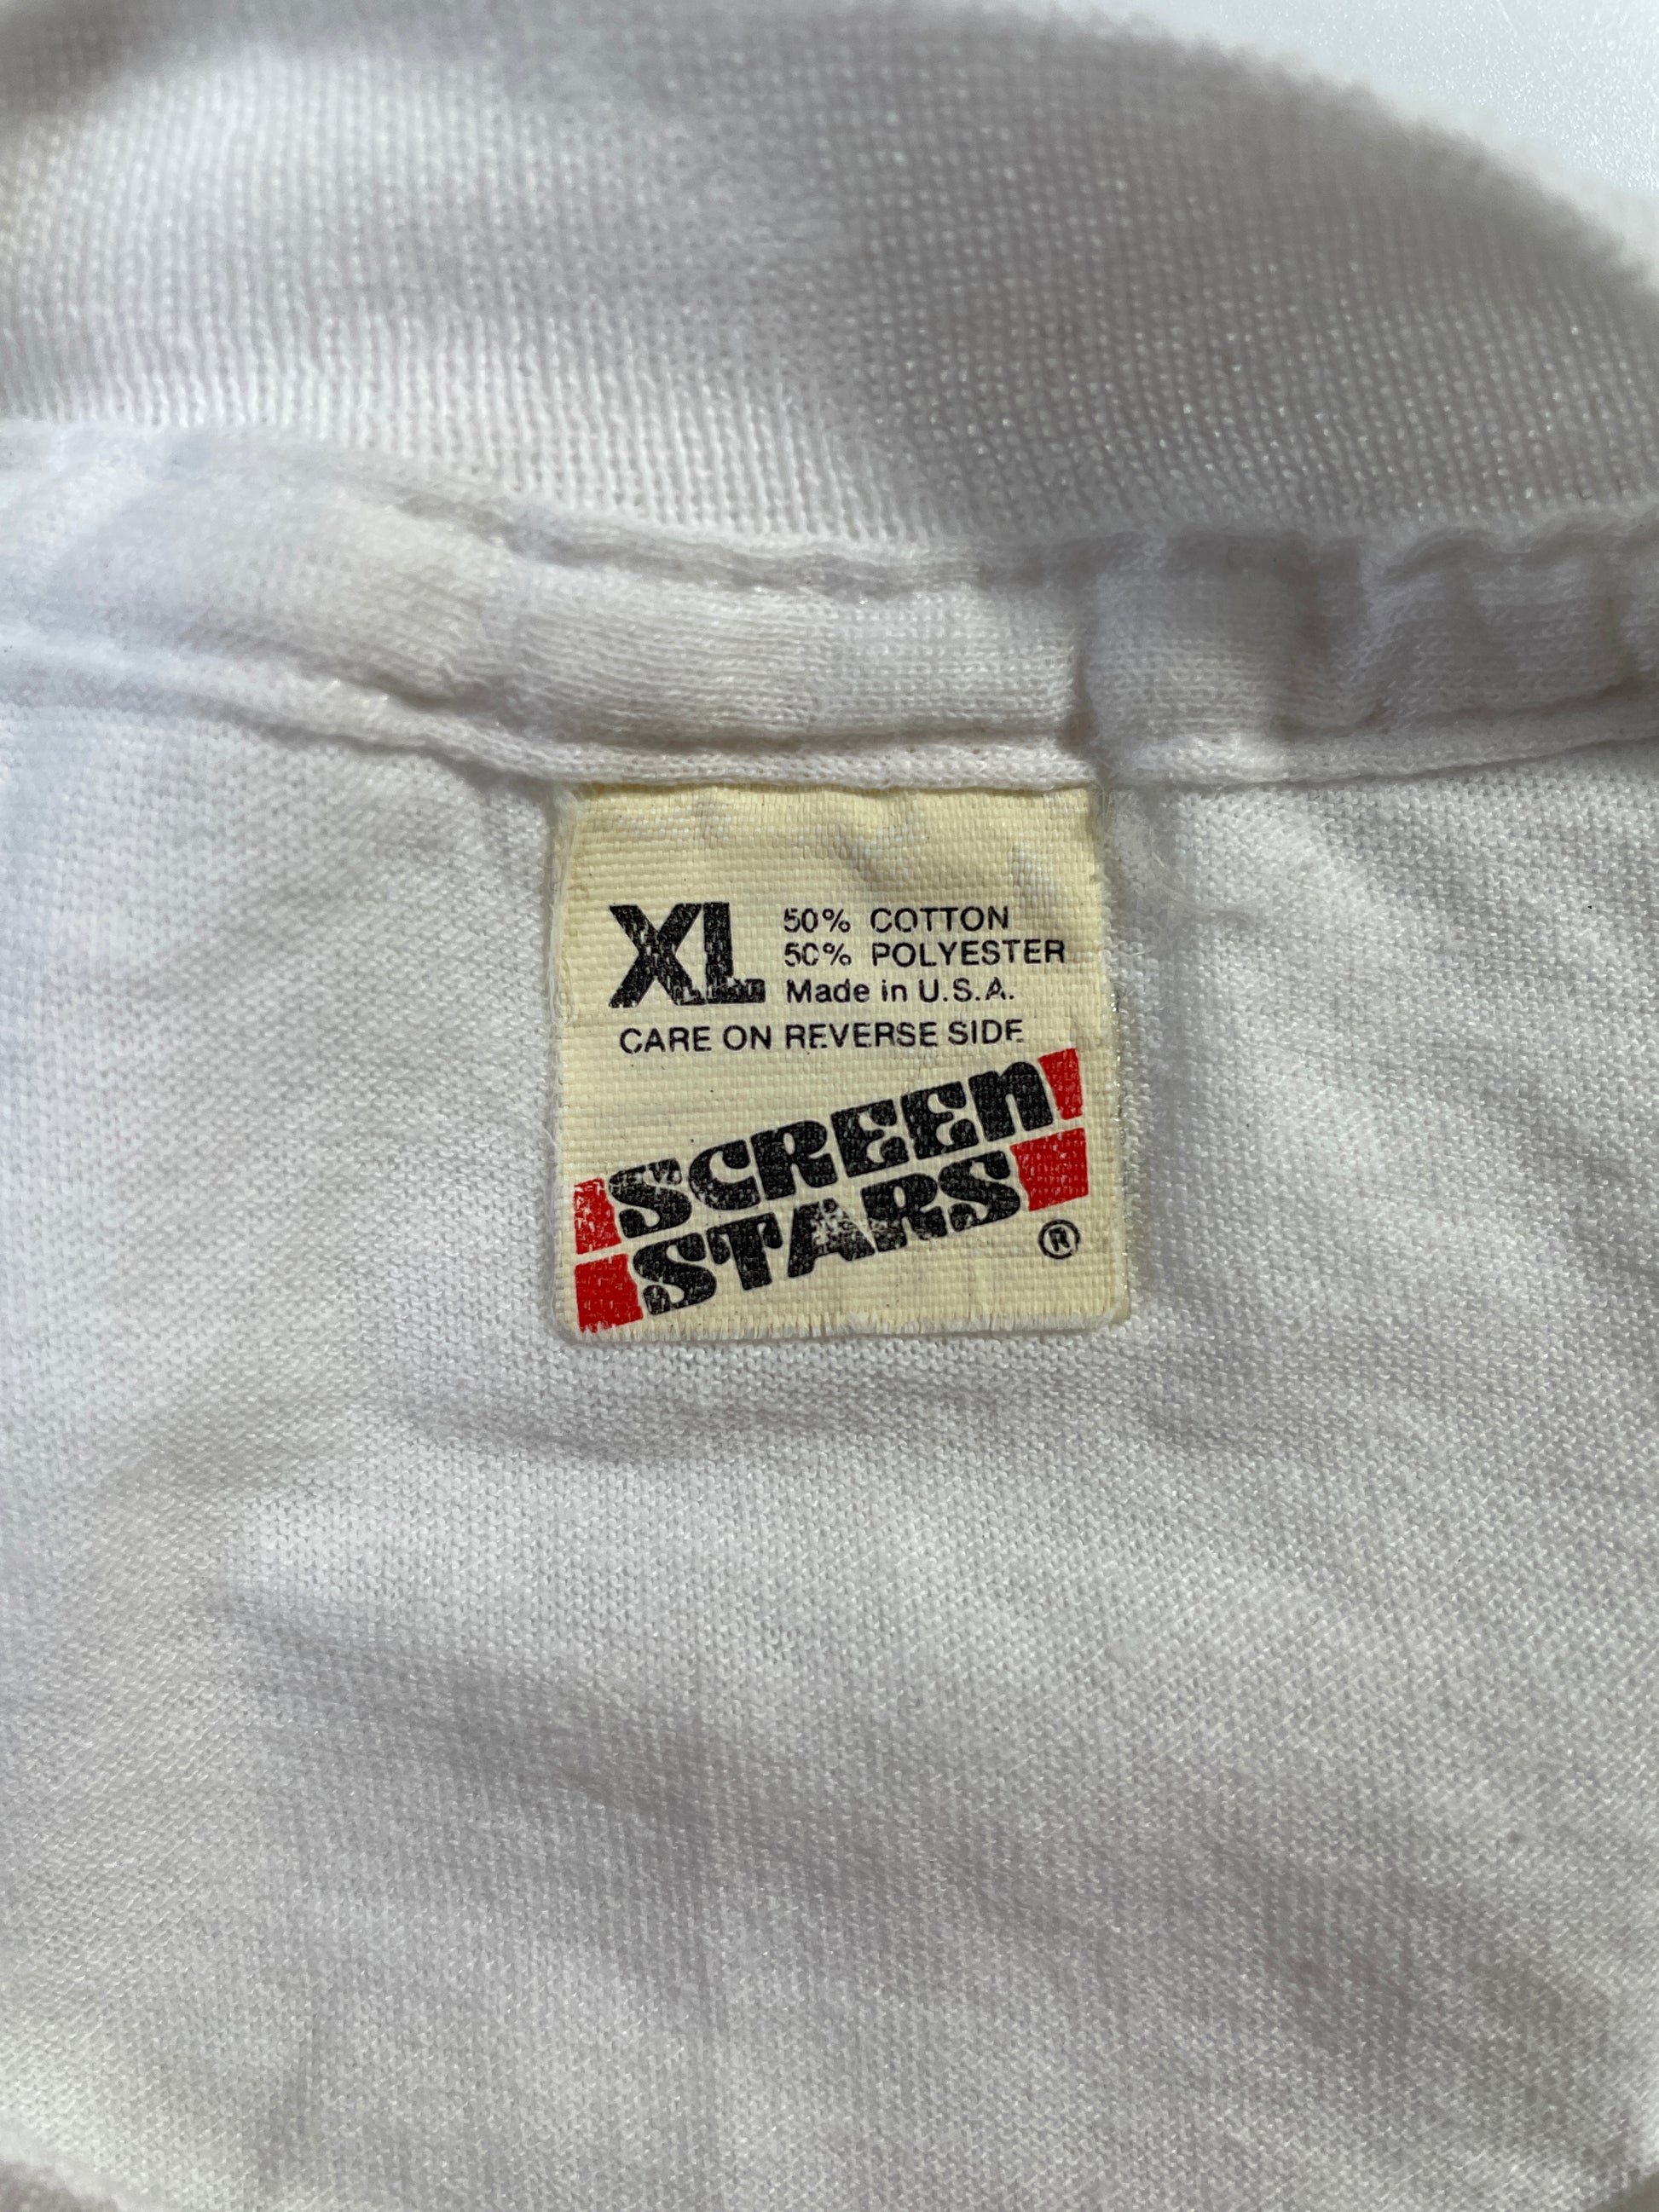 XL 50% COTTON
50% POLYESTER
Made in U.S.A.
CARE ON REVERSE SIDE
SCREEN
STARS
®